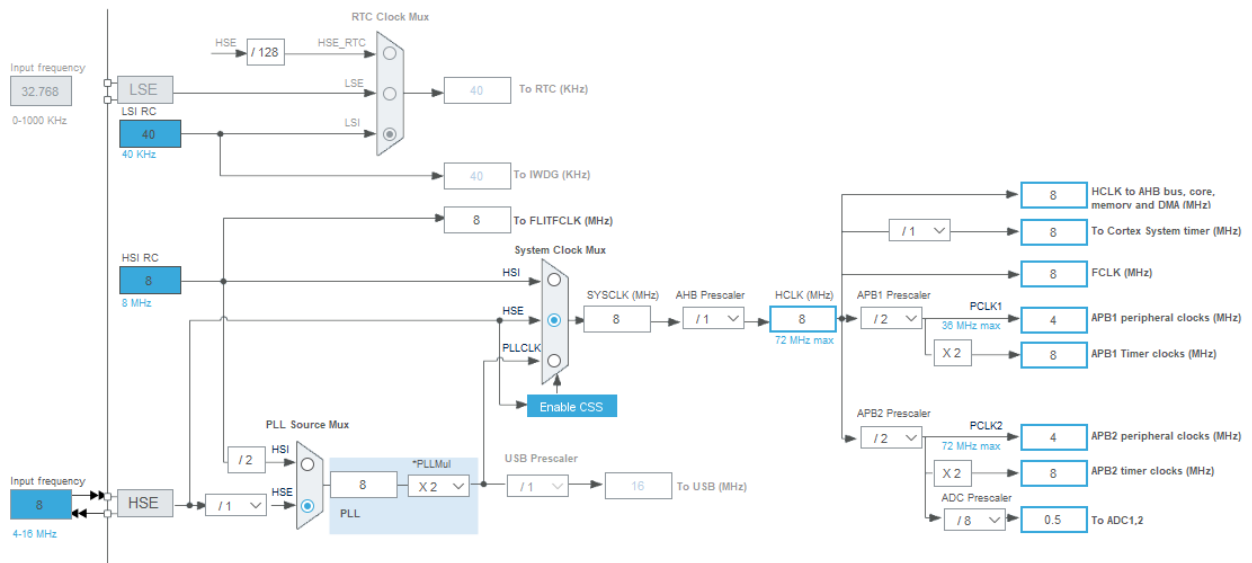 RTC Clock Mux
HSE
/ 128
HSE_RTC
Input frequency
32.768
0-1000 KHz
LSE
LSE
40
To RTC (KHz)
LSI RC
40
40 KHz
LSI
40
To IWDG (KHz)
8
To FLITFCLK (MHz)
HSI RC
8
8 MHz
System Clock Mux
HSI
HSE
PLLCLK
Enable CSS
SYSCLK (MHz)
8
AHB Prescaler
/ 1
HCLK (MHz)
8
72 MHz max
8
HCLK to AHB bus, core,
memory and DMA (MHz)
/ 1
8
To Cortex System timer (MHz)
8
FCLK (MHz)
APB1 Prescaler
/ 2
PCLK1
36 MHz max
4
APB1 peripheral clocks (MHz)
X 2
8
APB1 Timer clocks (MHz)
APB2 Prescaler
/ 2
PCLK2
72 MHz max
4
APB2 peripheral clocks (MHz)
X 2
8
APB2 timer clocks (MHz)
ADC Prescaler
/ 8
0.5
To ADC1,2
PLL Source Mux
/ 2
HSI
Input frequency
8
4-16 MHz
HSE
/ 1
HSE
8
*PLLMul
X 2
PLL
USB Prescaler
/ 1
16
To USB (MHz)